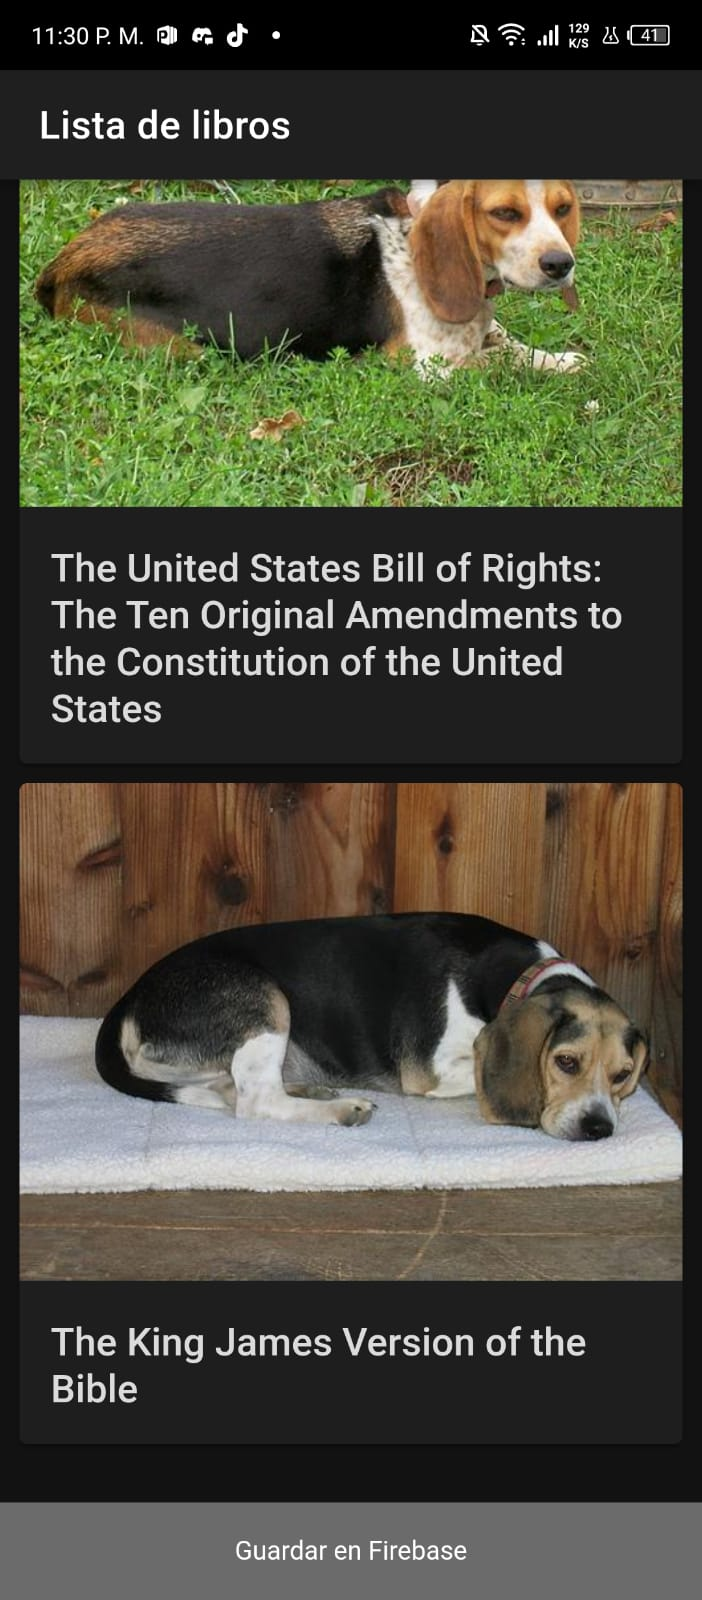 11:30 P. M.
129
K/S
41
Lista de libros
The United States Bill of Rights:
The Ten Original Amendments to
the Constitution of the United
States
The King James Version of the
Bible
Guardar en Firebase